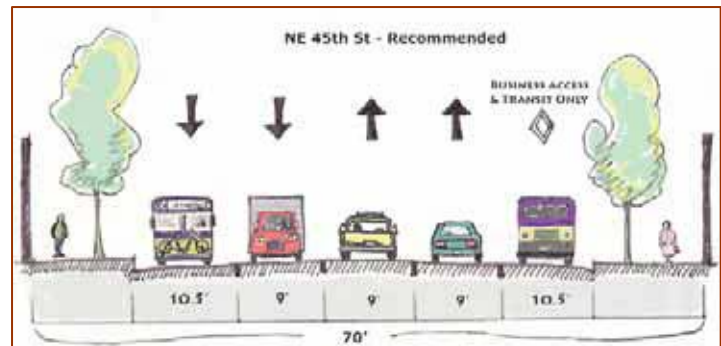 NE 45th St - Recommended
BUSINESS ACCESS
& TRANSIT ONLY
10.5'
9'
9'
9'
10.5'
70'